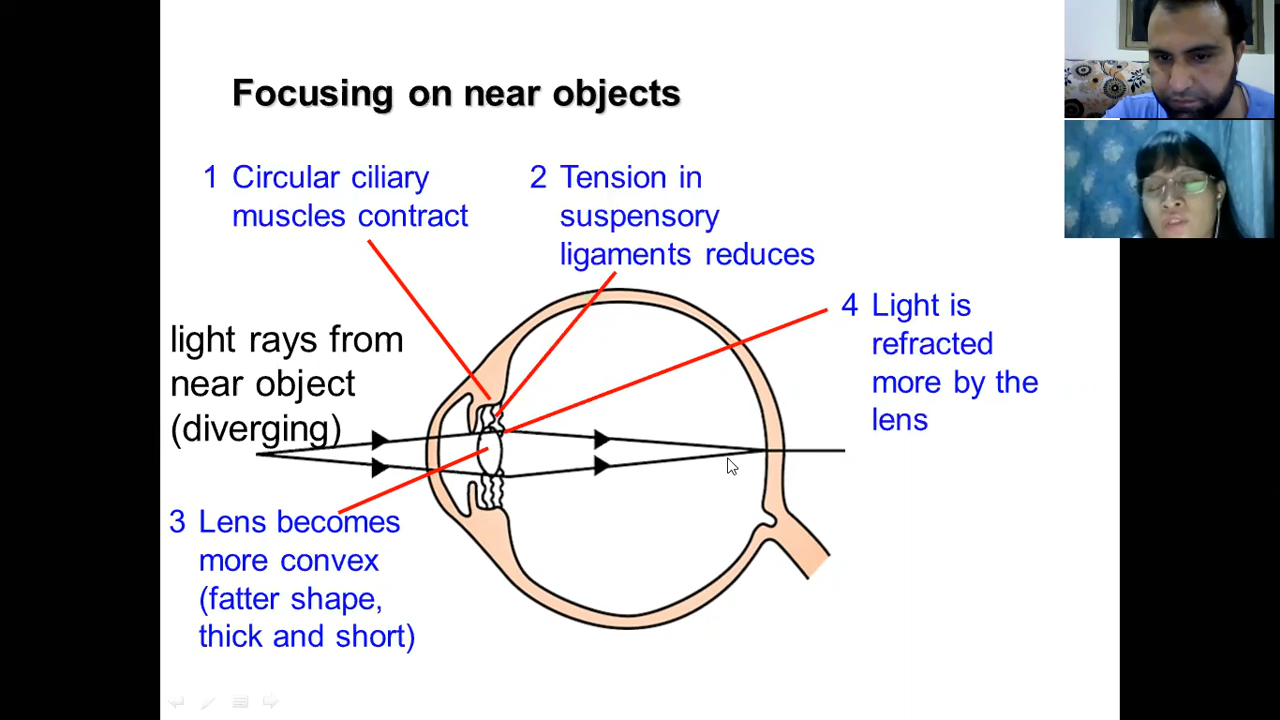 Focusing on near objects
1 Circular ciliary
muscles contract
2 Tension in
suspensory
ligaments reduces
4 Light is
refracted
more by the
lens
light rays from
near object
(diverging)
3 Lens becomes
more convex
(fatter shape,
thick and short)